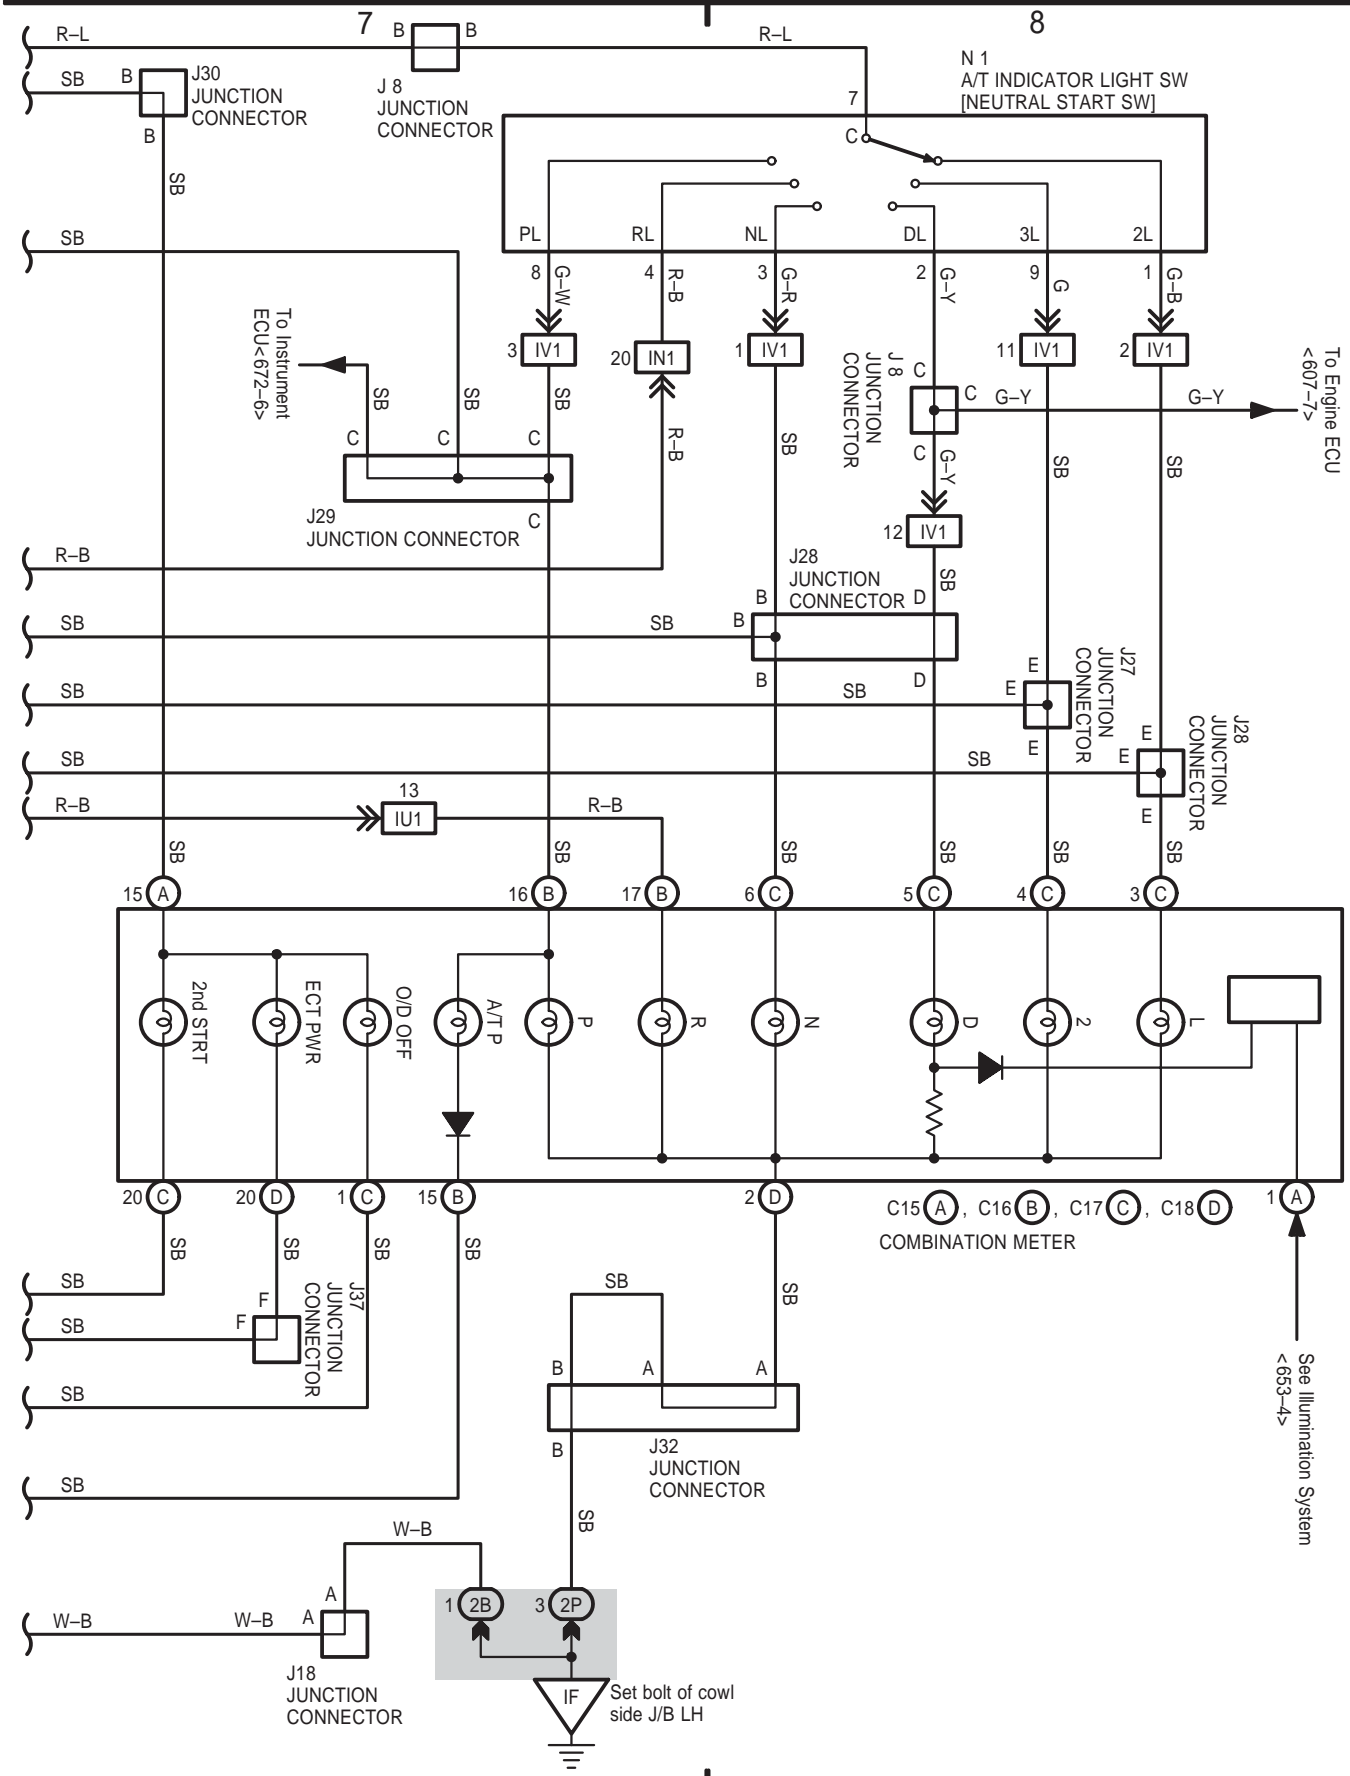 7
8
R–L
B
B
R–L
SB
B
J30
JUNCTION
CONNECTOR
B
SB
J 8
JUNCTION
CONNECTOR
N 1
A/T INDICATOR LIGHT SW
[NEUTRAL START SW]
7
C
PL
RL
NL
DL
3L
2L
SB
8
G–W
4
R–B
3
G–R
2
G–Y
9
G
1
G–B
3
IV1
20
IN1
1
IV1
11
IV1
2
IV1
To Instrument
ECU<672–6>
SB
SB
SB
R–B
SB
J 8
JUNCTION
CONNECTOR
C
C
G–Y
G–Y
To Engine ECU
<607–7>
C
G–Y
SB
SB
C
C
C
J29
JUNCTION CONNECTOR
C
12
IV1
SB
R–B
J28
JUNCTION
CONNECTOR
B
D
SB
SB
B
B
D
SB
SB
E
E
E
J27
JUNCTION
CONNECTOR
SB
SB
E
E
E
J28
JUNCTION
CONNECTOR
R–B
13
IU1
R–B
SB
SB
SB
SB
SB
SB
15
A
16
B
17
B
6
C
5
C
4
C
3
C
2nd STRT
ECT PWR
O/D OFF
A/T P
P
R
N
D
2
L
20
C
20
D
1
C
15
B
2
D
1
A
C15 A , C16 B , C17 C , C18 D
COMBINATION METER
SB
SB
SB
SB
SB
SB
F
SB
F
J37
JUNCTION
CONNECTOR
SB
SB
B
A
A
J32
JUNCTION
CONNECTOR
B
SB
SB
See Illumination System
<653–4>
W–B
1
2B
3
2P
W–B
W–B
A
A
J18
JUNCTION
CONNECTOR
IF
Set bolt of cowl
side J/B LH